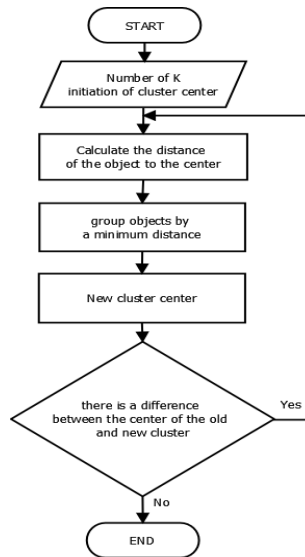 START
Number of K
initiation of cluster center
Calculate the distance
of the object to the center
group objects by
a minimum distance
New cluster center
there is a difference
between the center of the old
and new cluster
Yes
No
END